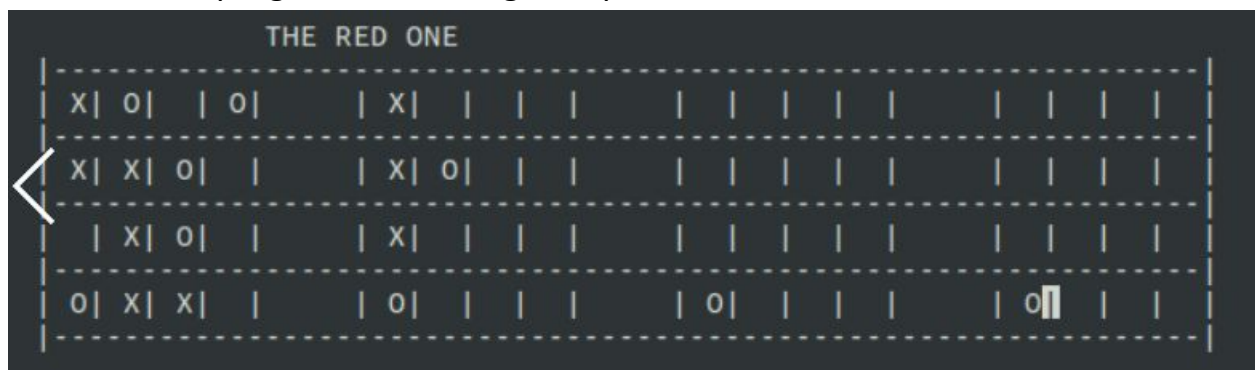 THE RED ONE
|----------------------------------------------------------------|
| X| O|  | O|     | X|  |  |  |     |  |  |  |  |     |  |  |  |  |
|----------------------------------------------------------------|
| X| X| O|  |     | X| O|  |  |     |  |  |  |  |     |  |  |  |  |
|----------------------------------------------------------------|
|  | X| O|  |     | X|  |  |  |     |  |  |  |  |     |  |  |  |  |
|----------------------------------------------------------------|
| O| X| X|  |     | O|  |  |  |     | O|  |  |  |     | O|  |  |  |
|----------------------------------------------------------------|